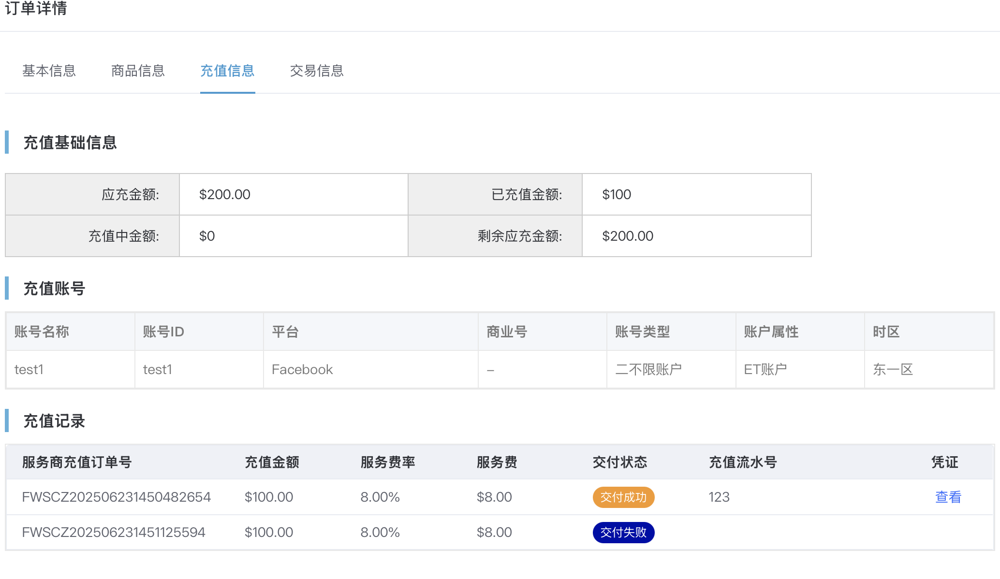 订单详情
基本信息 商品信息 充值信息 交易信息
充值基础信息
应充金额: $200.00 已充值金额: $100
充值中金额: $0 剩余应充金额: $200.00
充值账号
账号名称 账号ID 平台 商业号 账号类型 账户属性 时区
test1 test1 Facebook – 二不限账户 ET账户 东一区
充值记录
服务商充值订单号 充值金额 服务费率 服务费 交付状态 充值流水号 凭证
FWSCZ202506231450482654 $100.00 8.00% $8.00 交付成功 123 查看
FWSCZ202506231451125594 $100.00 8.00% $8.00 交付失败